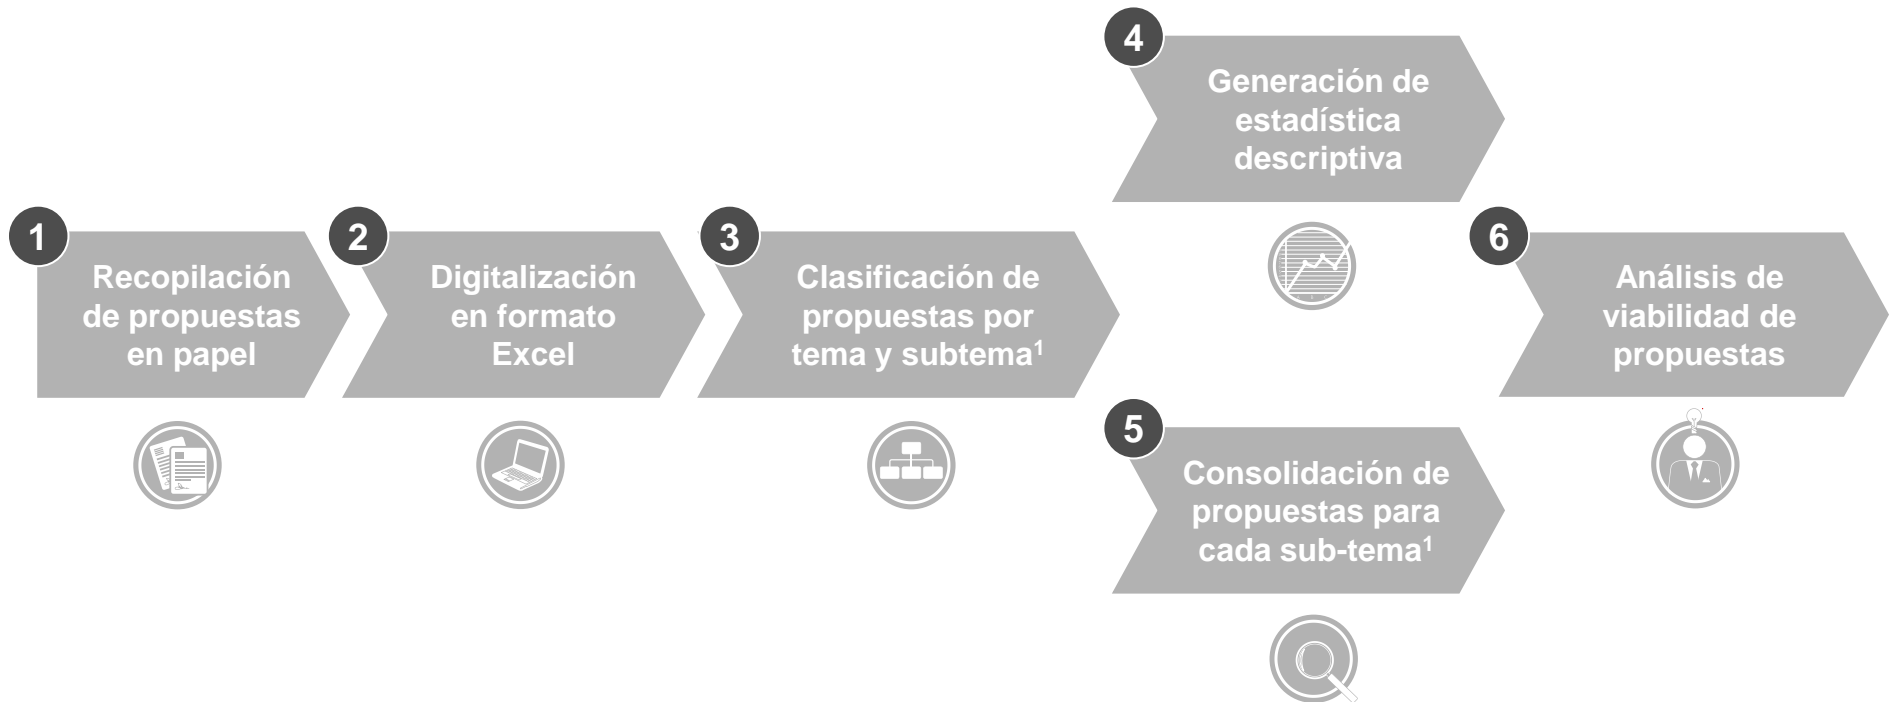 1
Recopilación
de propuestas
en papel
2
Digitalización
en formato
Excel
3
Clasificación de
propuestas por
tema y subtema¹
4
Generación de
estadística
descriptiva
5
Consolidación de
propuestas para
cada sub-tema¹
6
Análisis de
viabilidad de
propuestas